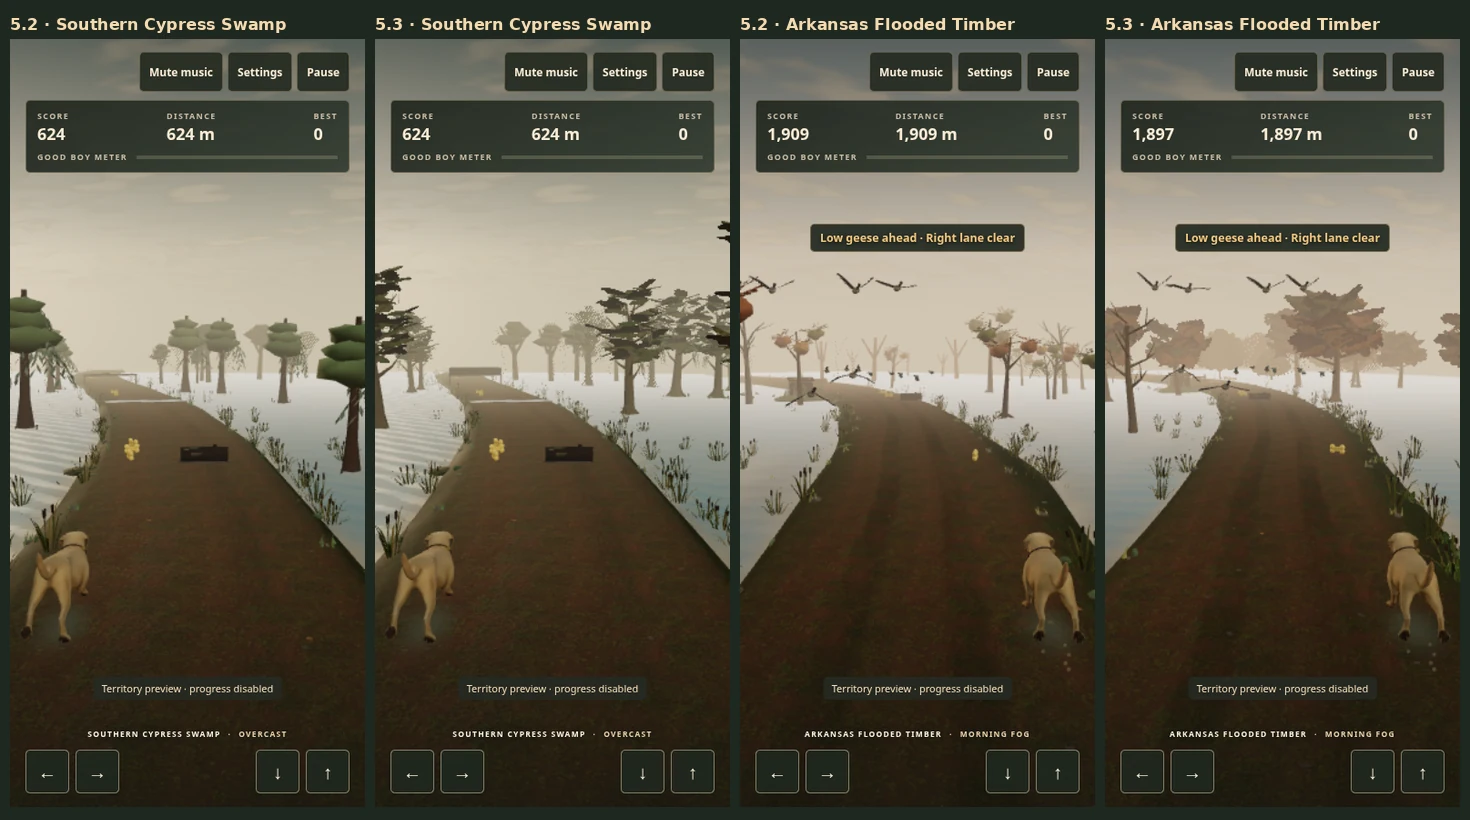 5.2 · Southern Cypress Swamp
Mute music
Settings
Pause
SCORE
DISTANCE
BEST
624
624 m
0
GOOD BOY METER
Territory preview · progress disabled
SOUTHERN CYPRESS SWAMP · OVERCAST
←
→
↓
↑
5.3 · Southern Cypress Swamp
Mute music
Settings
Pause
SCORE
DISTANCE
BEST
624
624 m
0
GOOD BOY METER
Territory preview · progress disabled
SOUTHERN CYPRESS SWAMP · OVERCAST
←
→
↓
↑
5.2 · Arkansas Flooded Timber
Mute music
Settings
Pause
SCORE
DISTANCE
BEST
1,909
1,909 m
0
GOOD BOY METER
Low geese ahead · Right lane clear
Territory preview · progress disabled
ARKANSAS FLOODED TIMBER · MORNING FOG
←
→
↓
↑
5.3 · Arkansas Flooded Timber
Mute music
Settings
Pause
SCORE
DISTANCE
BEST
1,897
1,897 m
0
GOOD BOY METER
Low geese ahead · Right lane clear
Territory preview · progress disabled
ARKANSAS FLOODED TIMBER · MORNING FOG
←
→
↓
↑